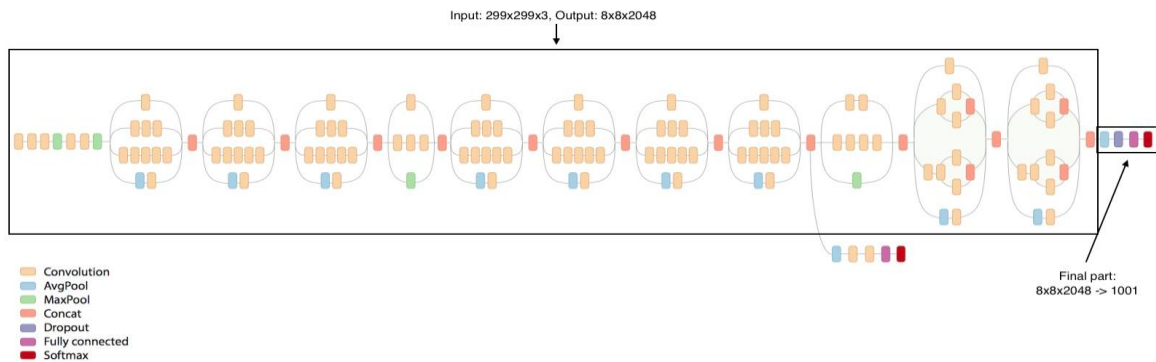 Input: 299x299x3, Output: 8x8x2048
Final part:
8x8x2048 -> 1001
Convolution
AvgPool
MaxPool
Concat
Dropout
Fully connected
Softmax